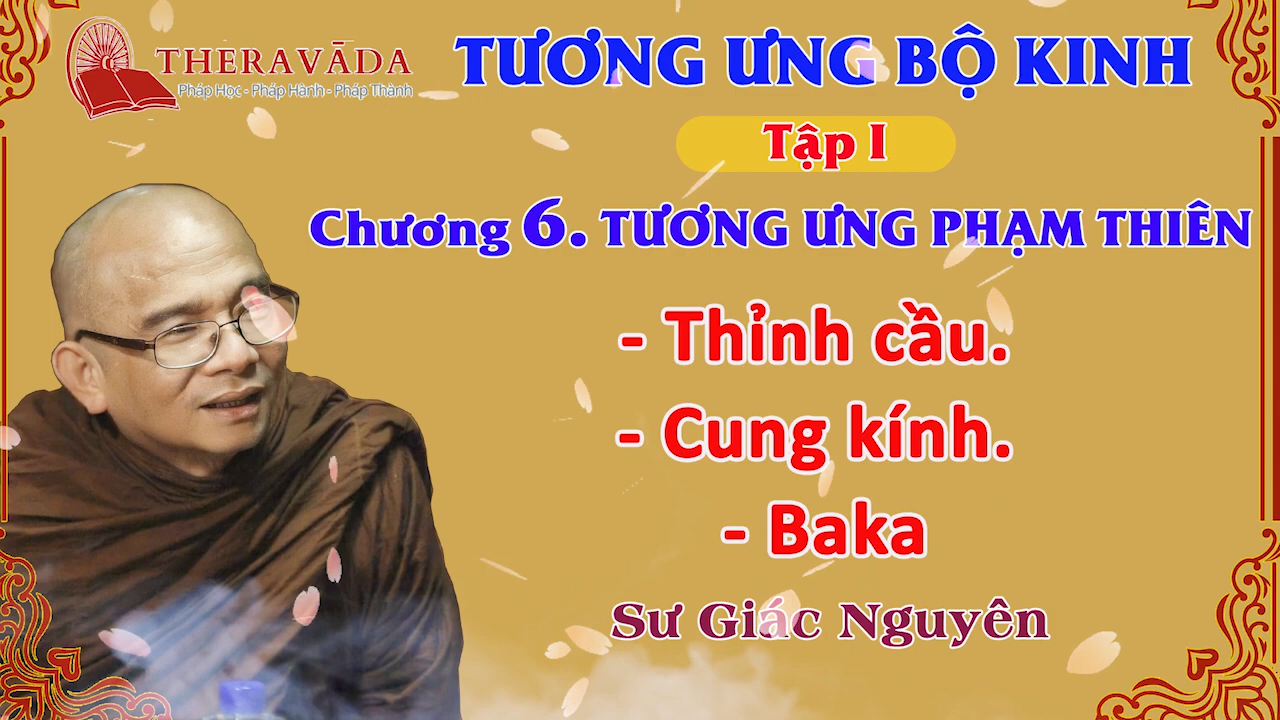 THERAVĀDA
Pháp Học - Pháp Hành - Pháp Thành
TƯƠNG ƯNG BỘ KINH
Tập I
Chương 6. TƯƠNG ƯNG PHẠM THIÊN
- Thỉnh cầu.
- Cung kính.
- Baka
Sư Giác Nguyên